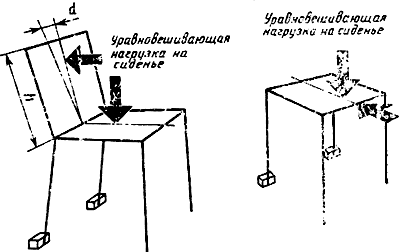 d
Уравновешивающая
нагрузка на
сиденье
h
Уравновешивающая
нагрузка на сиденье